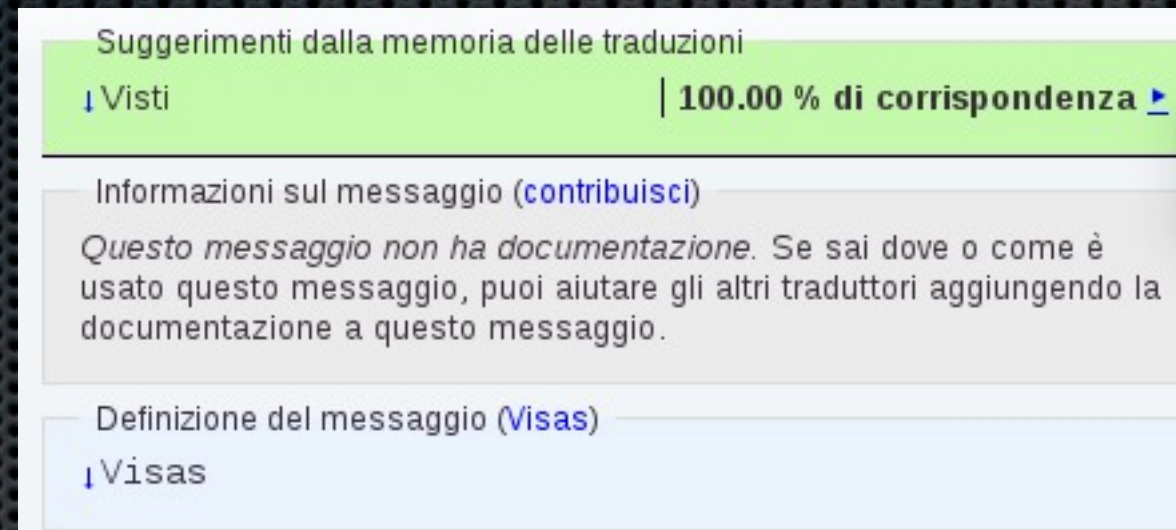 Suggerimenti dalla memoria delle traduzioni
Visti 100.00 % di corrispondenza
Informazioni sul messaggio (contribuisci)
Questo messaggio non ha documentazione. Se sai dove o come è
usato questo messaggio, puoi aiutare gli altri traduttori aggiungendo la
documentazione a questo messaggio.
Definizione del messaggio (Visas)
Visas